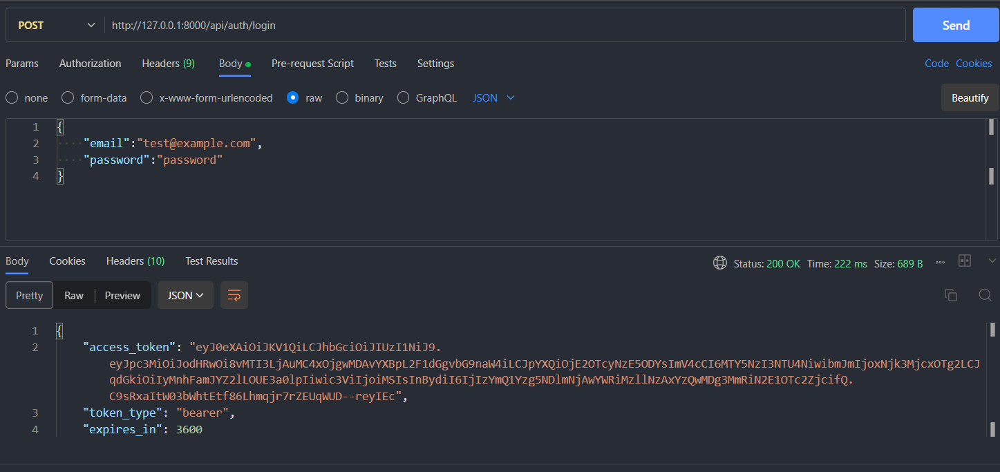 POST http://127.0.0.1:8000/api/auth/login Send
Params Authorization Headers (9) Body Pre-request Script Tests Settings Code Cookies
none form-data x-www-form-urlencoded raw binary GraphQL JSON Beautify
1 {
2 "email":"test@example.com",
3 "password":"password"
4 }
Body Cookies Headers (10) Test Results Status: 200 OK Time: 222 ms Size: 689 B
Pretty Raw Preview JSON
1 {
2 "access_token": "eyJ0eXAiOiJKV1QiLCJhbGciOiJIUzI1NiJ9.
eyJpc3MiOiJodHRwOi8vMTI3LjAuMC4xOjgwMDAvYXBpL2F1dGgvbG9naW4iLCJpYXQiOjE2OTcyNzE5ODYsImV4cCI6MTY5NzI3NTU4NiwibmJmIjoxNjk3MjcxOTg2LCJ
qdGkiOiIyMnhFamJYZ2lLOUE3a0lpIiwic3ViIjoiMSIsInBydiI6IjIzYmQ1Yzg5NDlmNjAwYWRiMzllNzAxYzQwMDg3MmRiN2E1OTc2ZjcifQ.
C9sRxaItW03bWhtEtf86Lhmqjr7rZEUqWUD--reyIEc",
3 "token_type": "bearer",
4 "expires_in": 3600